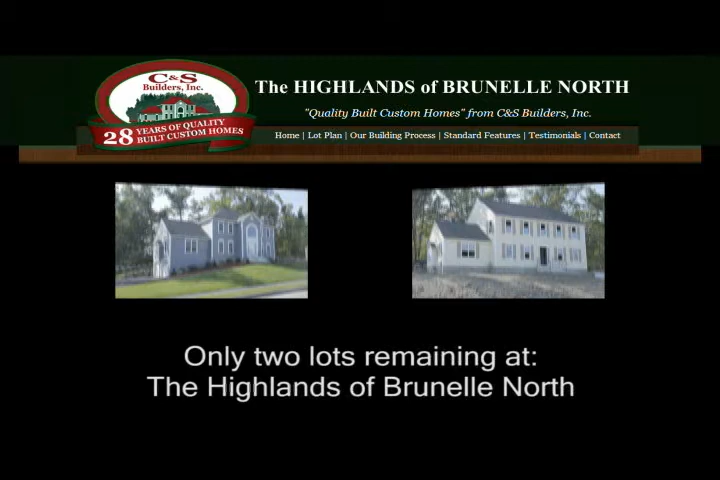 C&S
Builders, Inc.
28 YEARS OF QUALITY
BUILT CUSTOM HOMES
The HIGHLANDS of BRUNELLE NORTH
"Quality Built Custom Homes" from C&S Builders, Inc.
Home | Lot Plan | Our Building Process | Standard Features | Testimonials | Contact
Only two lots remaining at:
The Highlands of Brunelle North